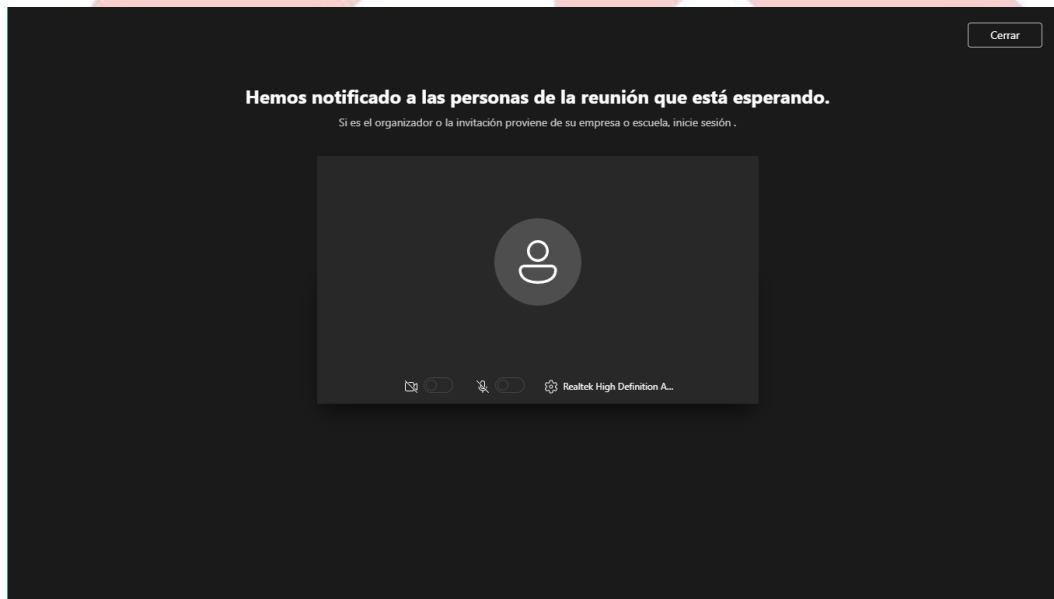 Cerrar
Hemos notificado a las personas de la reunión que está esperando.
Si es el organizador o la invitación proviene de su empresa o escuela, inicie sesión .
Realtek High Definition A...